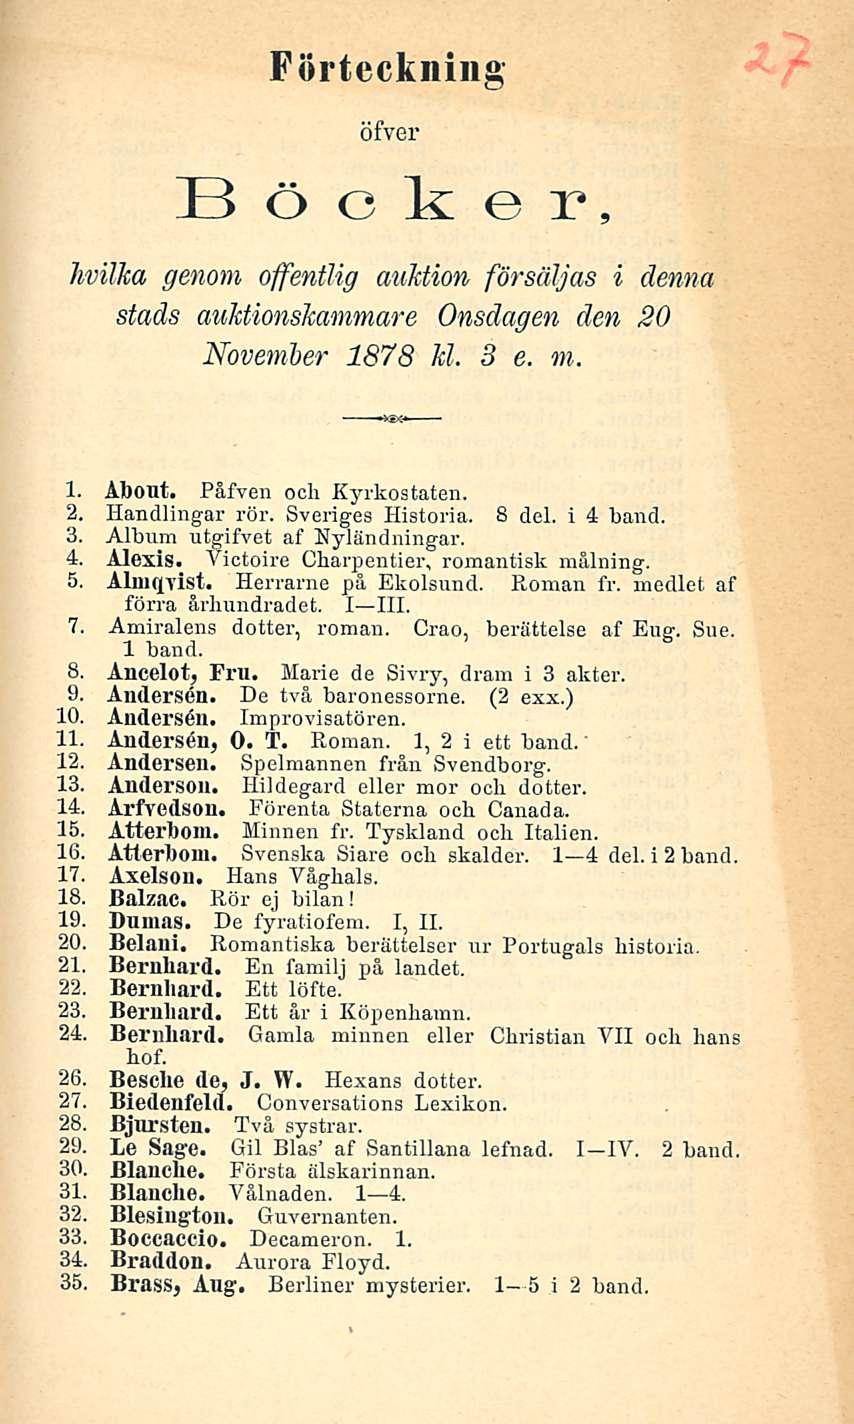 27
Förteckning
öfver
Böcker,
hvilka genom offentlig auktion försäljas i denna
stads auktionskammare Onsdagen den 20
November 1878 kl. 3 e. m.
1. About. Påfven och Kyrkostaten.
2. Handlingar rör. Sveriges Historia. 8 del. i 4 band.
3. Album utgifvet af Nyländningar.
4. Alexis. Victoire Charpentier, romantisk målning.
5. Almqvist. Herrarne på Ekolsund. Roman fr. medlet af
förra århundradet. I—III.
7. Amiralens dotter, roman. Crao, berättelse af Eug. Sue.
1 band.
8. Ancelot, Fru. Marie de Sivry, dram i 3 akter.
9. Andersén. De två baronessorne. (2 exx.)
10. Andersén. Improvisatören.
11. Andersén, O. T. Roman. 1, 2 i ett band.
12. Andersen. Spelmannen från Svendborg.
13. Anderson. Hildegard eller mor och dotter.
14. Arfvedson. Förenta Staterna och Canada.
15. Atterbom. Minnen fr. Tyskland och Italien.
16. Atterbom. Svenska Siare och skalder. 1—4 del. i 2 band.
17. Axelson. Hans Våghals.
18. Balzac. Rör ej bilan!
19. Dumas. De fyratiofem. I, II.
20. Belani. Romantiska berättelser ur Portugals historia.
21. Bernhard. En familj på landet.
22. Bernhard. Ett löfte.
23. Bernhard. Ett år i Köpenhamn.
24. Bernhard. Gamla minnen eller Christian VII och hans
hof.
26. Besche de, J. W. Hexans dotter.
27. Biedenfeld. Conversations Lexikon.
28. Bjursten. Två systrar.
29. Le Sage. Gil Blas' af Santillana lefnad. I—IV. 2 band.
30. Blanche. Första älskarinnan.
31. Blanche. Vålnaden. 1—4.
32. Blesington. Guvernanten.
33. Boccaccio. Decameron. 1.
34. Braddon. Aurora Floyd.
35. Brass, Aug. Berliner mysterier. 1—5 i 2 band.